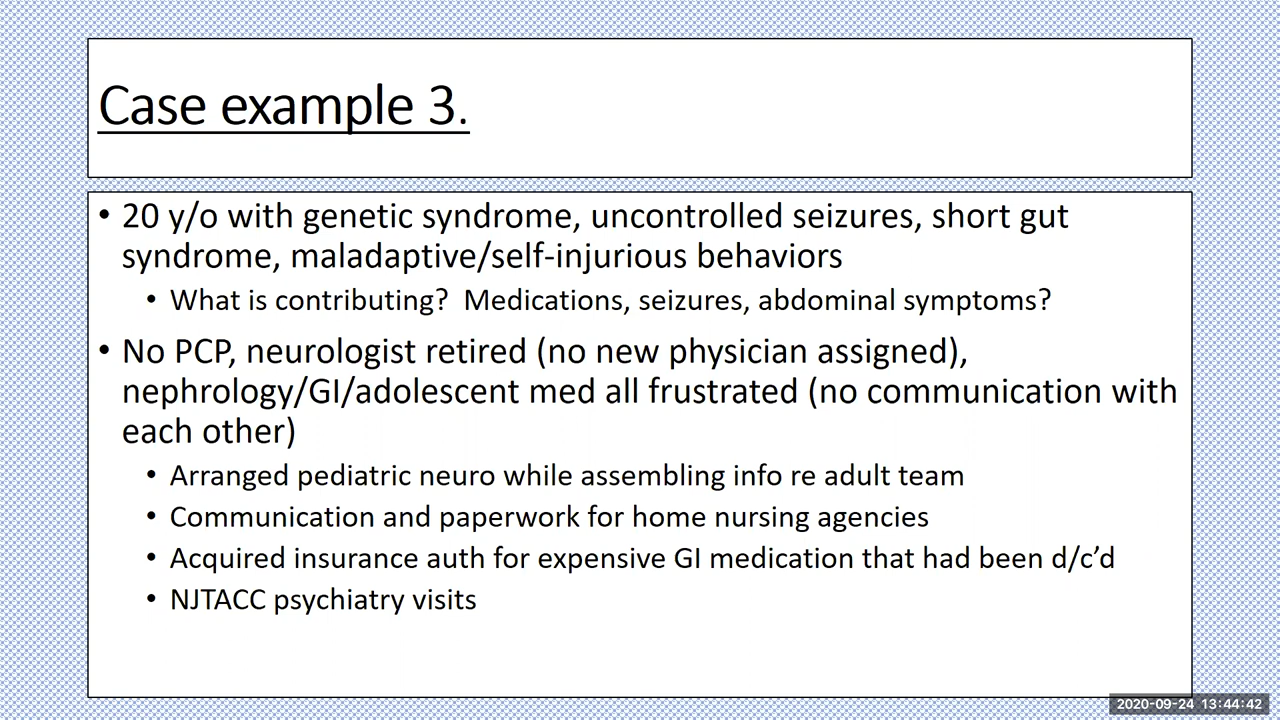 Case example 3.
• 20 y/o with genetic syndrome, uncontrolled seizures, short gut
syndrome, maladaptive/self-injurious behaviors
• What is contributing?  Medications, seizures, abdominal symptoms?
• No PCP, neurologist retired (no new physician assigned),
nephrology/GI/adolescent med all frustrated (no communication with
each other)
• Arranged pediatric neuro while assembling info re adult team
• Communication and paperwork for home nursing agencies
• Acquired insurance auth for expensive GI medication that had been d/c’d
• NJTACC psychiatry visits
2020-09-24 13:44:42